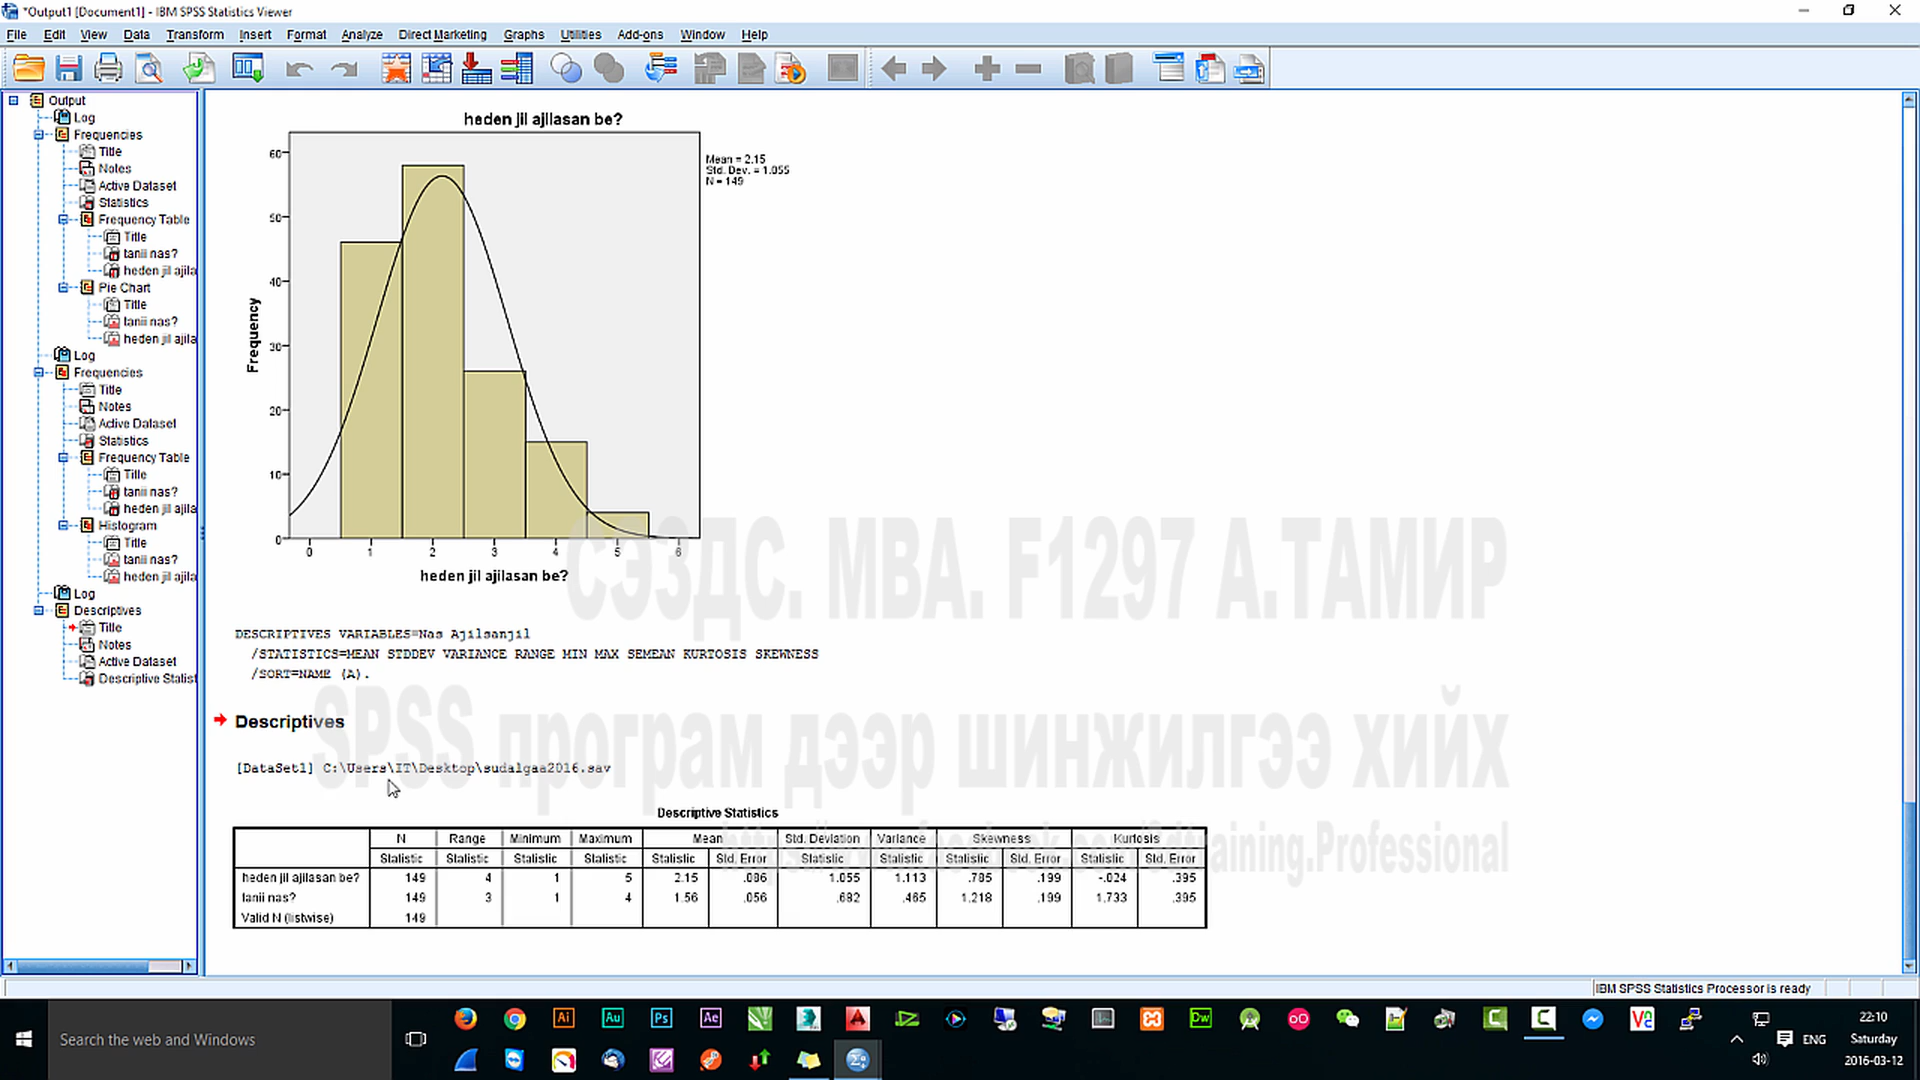 *Output1 [Document1] - IBM SPSS Statistics Viewer
File Edit View Data Transform Insert Format Analyze Direct Marketing Graphs Utilities Add-ons Window Help
Output
Log
Frequencies
Title
Notes
Active Dataset
Statistics
Frequency Table
Title
tanii nas?
heden jil ajila
Pie Chart
Title
tanii nas?
heden jil ajila
Log
Frequencies
Title
Notes
Active Dataset
Statistics
Frequency Table
Title
tanii nas?
heden jil ajila
Histogram
Title
tanii nas?
heden jil ajila
Log
Descriptives
Title
Notes
Active Dataset
Descriptive Statist
heden jil ajilasan be?
Mean = 2.15
Std. Dev. = 1.055
N = 149
Frequency
60
50
40
30
20
10
0
0 1 2 3 4 5 6
heden jil ajilasan be?
СЭЗДС. MBA. F1297 А.ТАМИР
DESCRIPTIVES VARIABLES=Nas Ajilsanjil
/STATISTICS=MEAN STDDEV VARIANCE RANGE MIN MAX SEMEAN KURTOSIS SKEWNESS
/SORT=NAME (A).
SPSS програм дээр шинжилгээ хийх
Descriptives
[DataSet1] C:\Users\IT\Desktop\sudalgaa2016.sav
Descriptive Statistics
N Range Minimum Maximum Mean Std. Deviation Variance Skewness Kurtosis
Statistic Statistic Statistic Statistic Statistic Std. Error Statistic Statistic Statistic Std. Error Statistic Std. Error
heden jil ajilasan be? 149 4 1 5 2.15 .086 1.055 1.113 .785 .199 -.024 .395
tanii nas? 149 3 1 4 1.56 .056 .682 .465 1.218 .199 1.733 .395
Valid N (listwise) 149
IBM SPSS Statistics Processor is ready
Search the web and Windows
Ai Au Ps Ae Dw
ENG
22:10
Saturday
2016-03-12